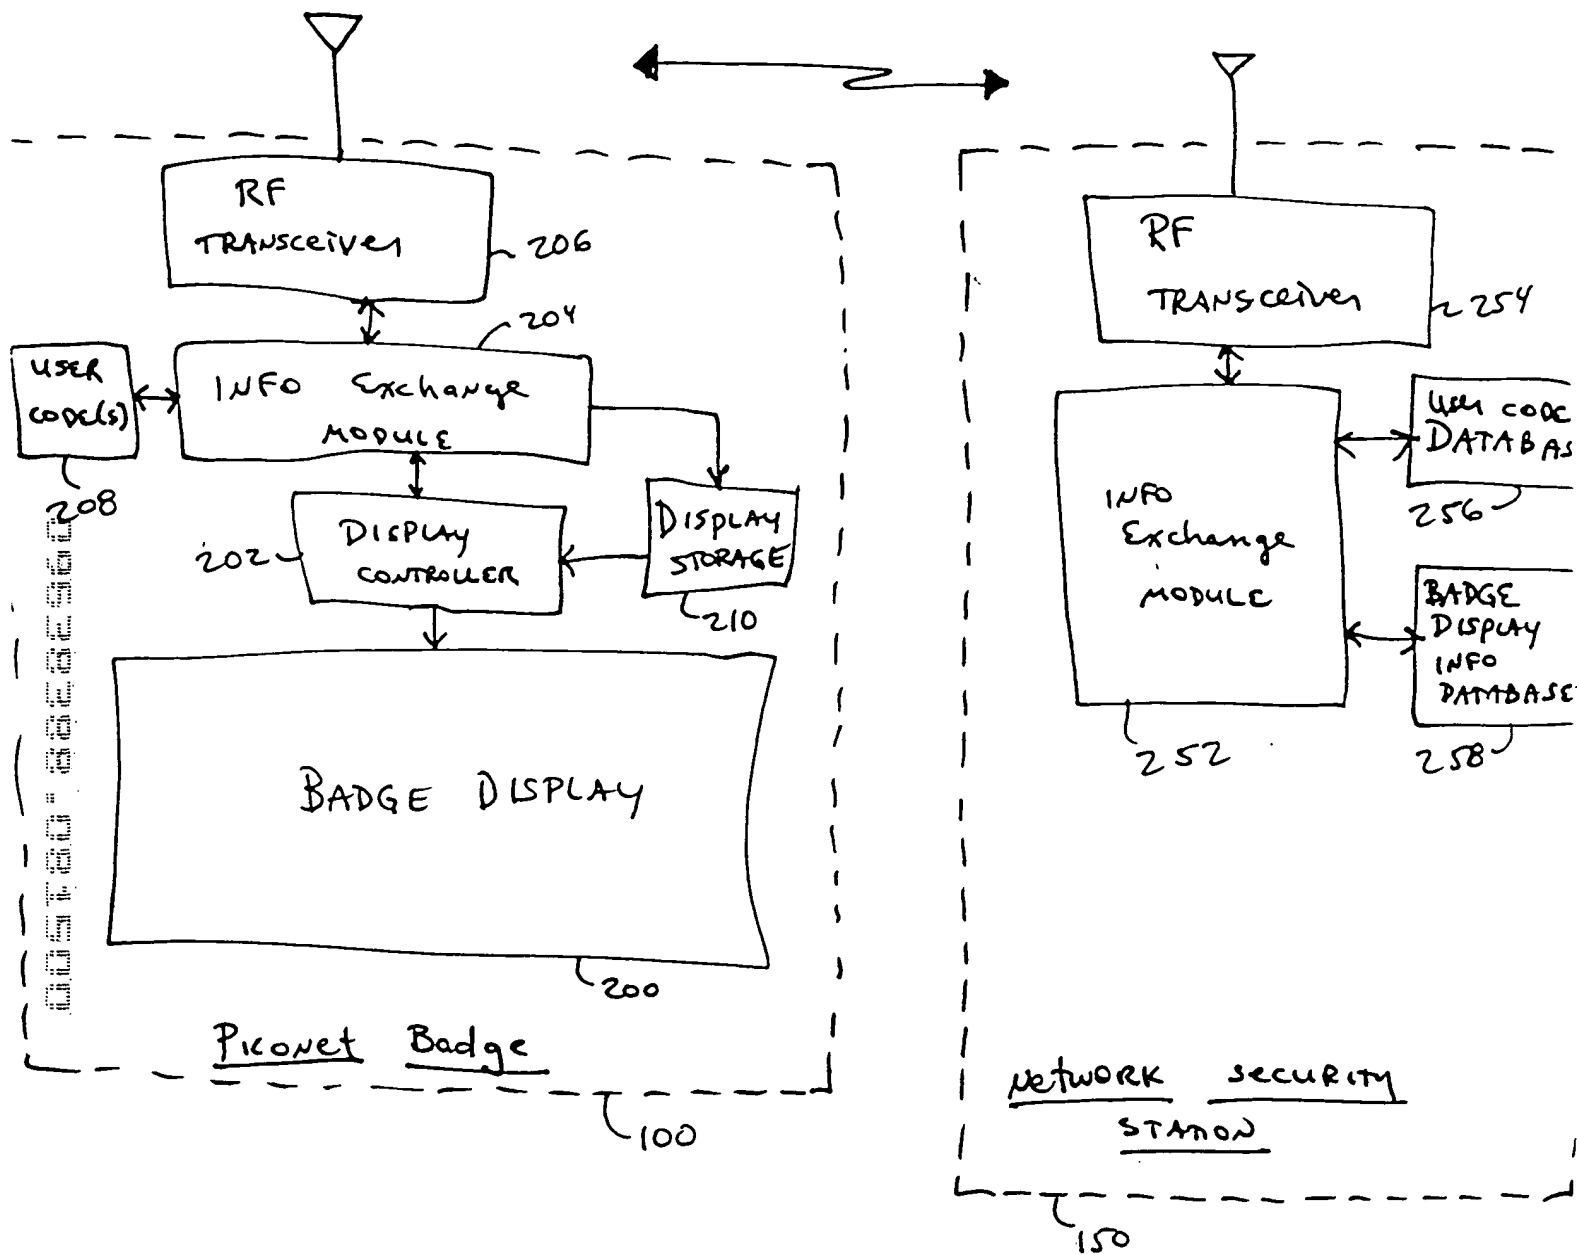 RF
TRANSceiver
206
204
USER
CODE(S)
INFO Exchange
MODULE
208
DISPLAY
CONTROLLER
202
DISPLAY
STORAGE
210
BADGE DISPLAY
200
Piconet Badge
100
RF
TRANSceiver
254
INFO
Exchange
MODULE
252
User CODE
DATABAS
256
BADGE
DISPLAY
INFO
DATABASE
258
NETWORK SECURITY
STATION
150